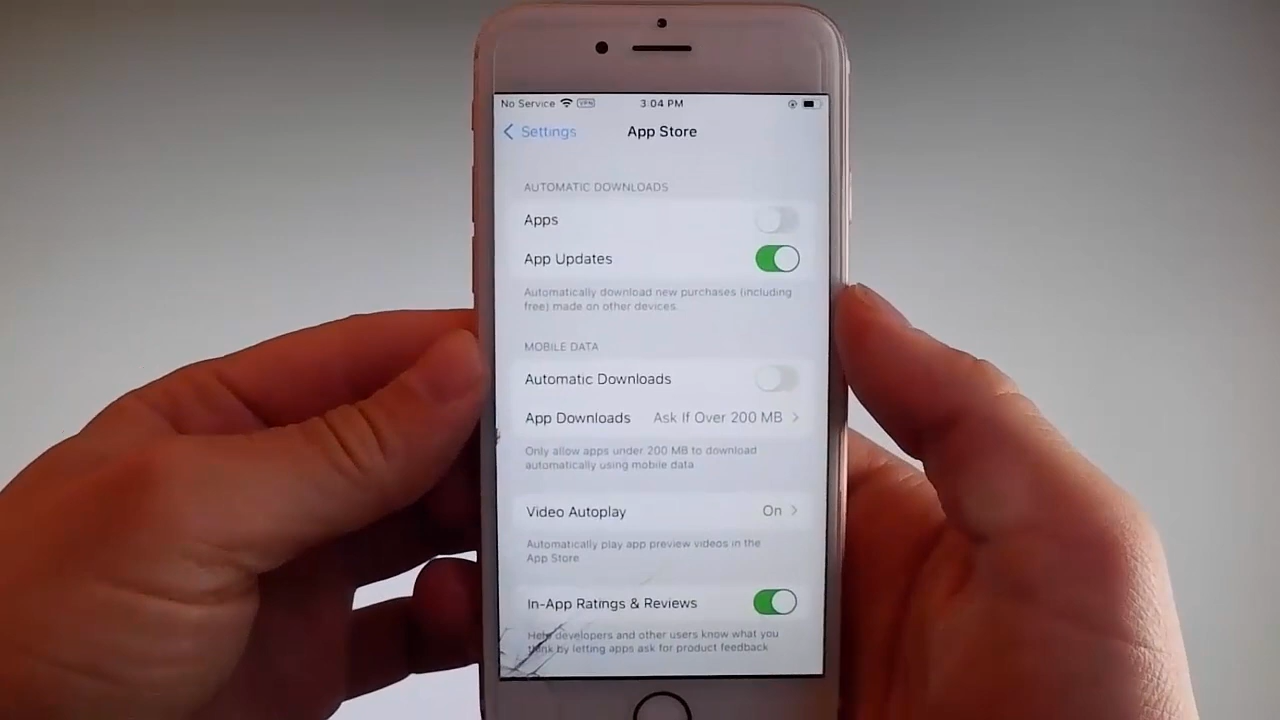 No Service VPN 3.04 PM
Settings App Store
AUTOMATIC DOWNLOADS
Apps
App Updates
Automatically download new purchases (including
free) made on other devices.
MOBILE DATA
Automatic Downloads
App Downloads Ask If Over 200 MB
Only allow apps under 200 MB to download
automatically using mobile data
Video Autoplay On
Automatically play app preview videos in the
App Store
In-App Ratings & Reviews
Help developers and other users know what you
think by letting apps ask for product feedback